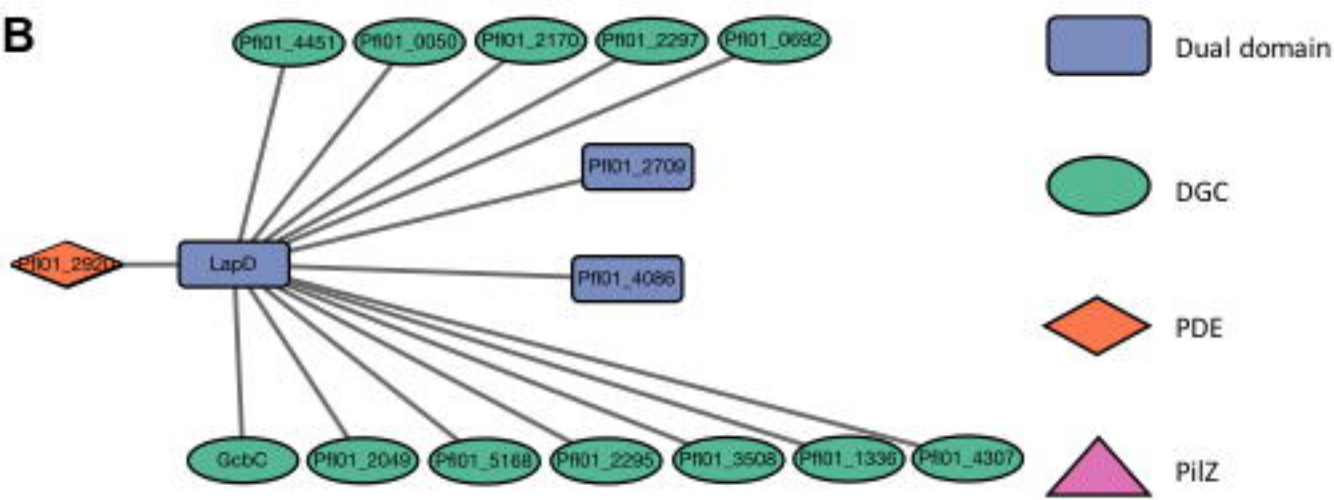 B
Pfl01_4451 Pfl01_0050 Pfl01_2170 Pfl01_2297 Pfl01_0692
Dual domain
Pfl01_2709
DGC
Pfl01_2920 LapD
Pfl01_4086
PDE
GcbC Pfl01_2049 Pfl01_5168 Pfl01_2295 Pfl01_3508 Pfl01_1336 Pfl01_4307
PilZ